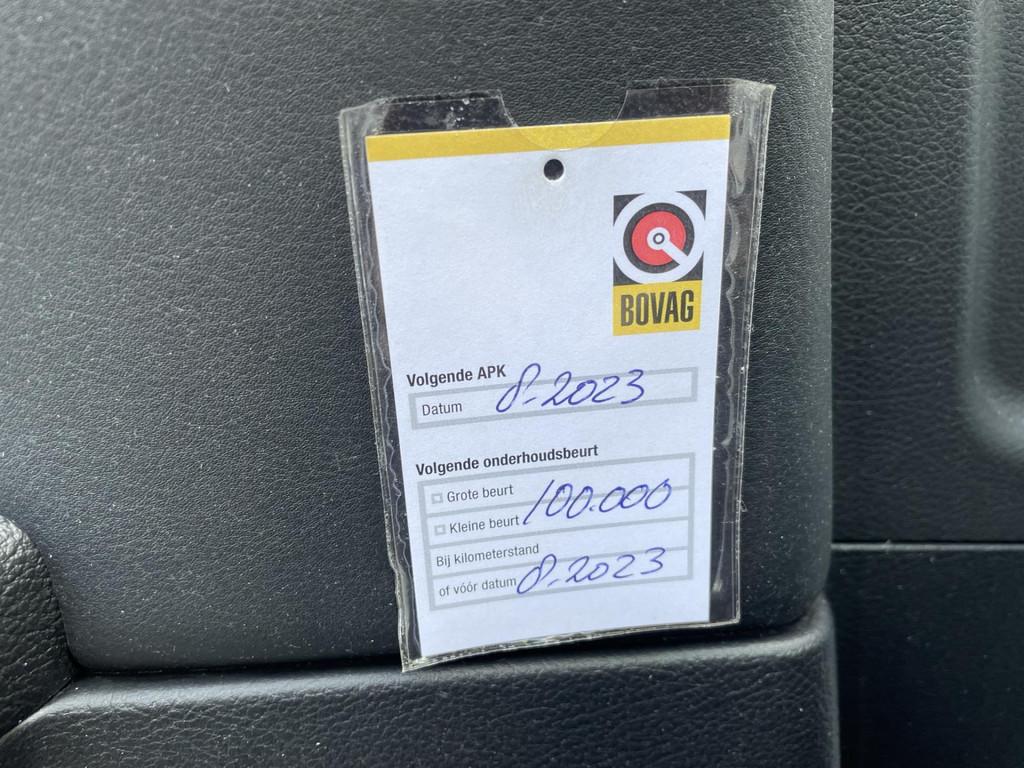 BOVAG
Volgende APK
Datum 8-2023
Volgende onderhoudsbeurt
Grote beurt
Kleine beurt 100.000
Bij kilometerstand
of vóór datum 8-2023